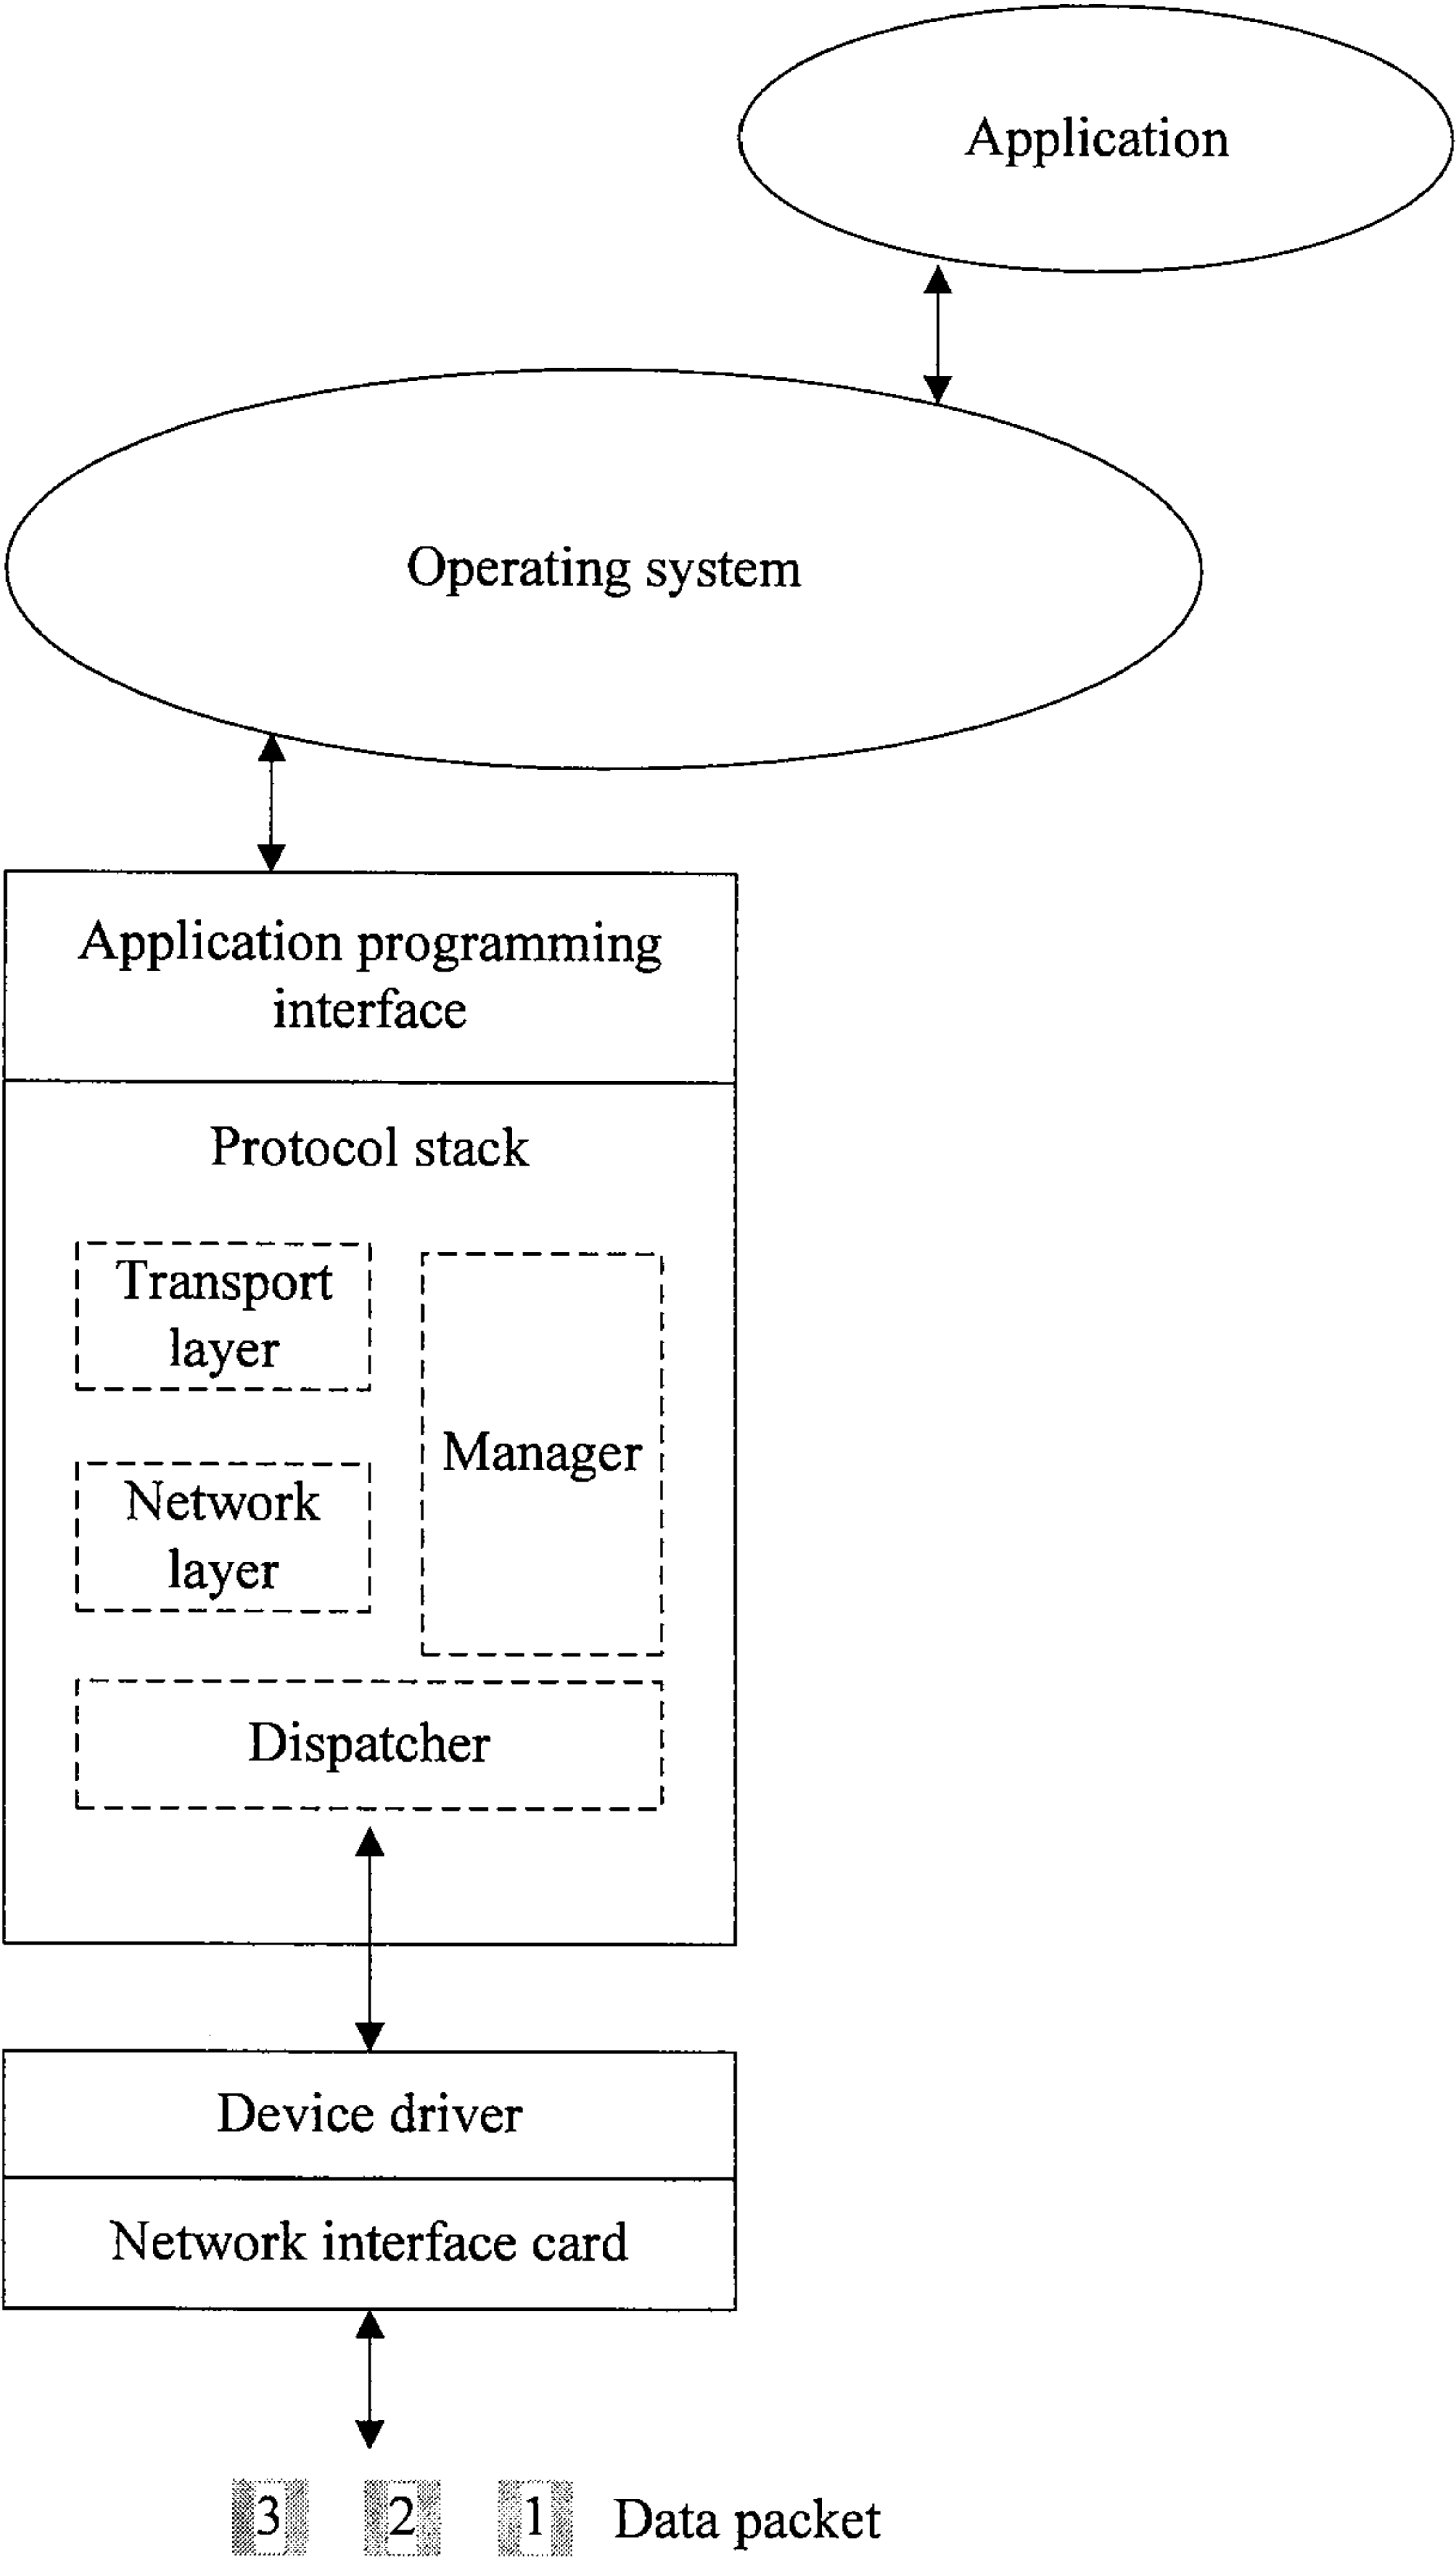 Application
Operating system
Application programming
interface
Protocol stack
Transport
layer
Manager
Network
layer
Dispatcher
Device driver
Network interface card
3 2 1 Data packet